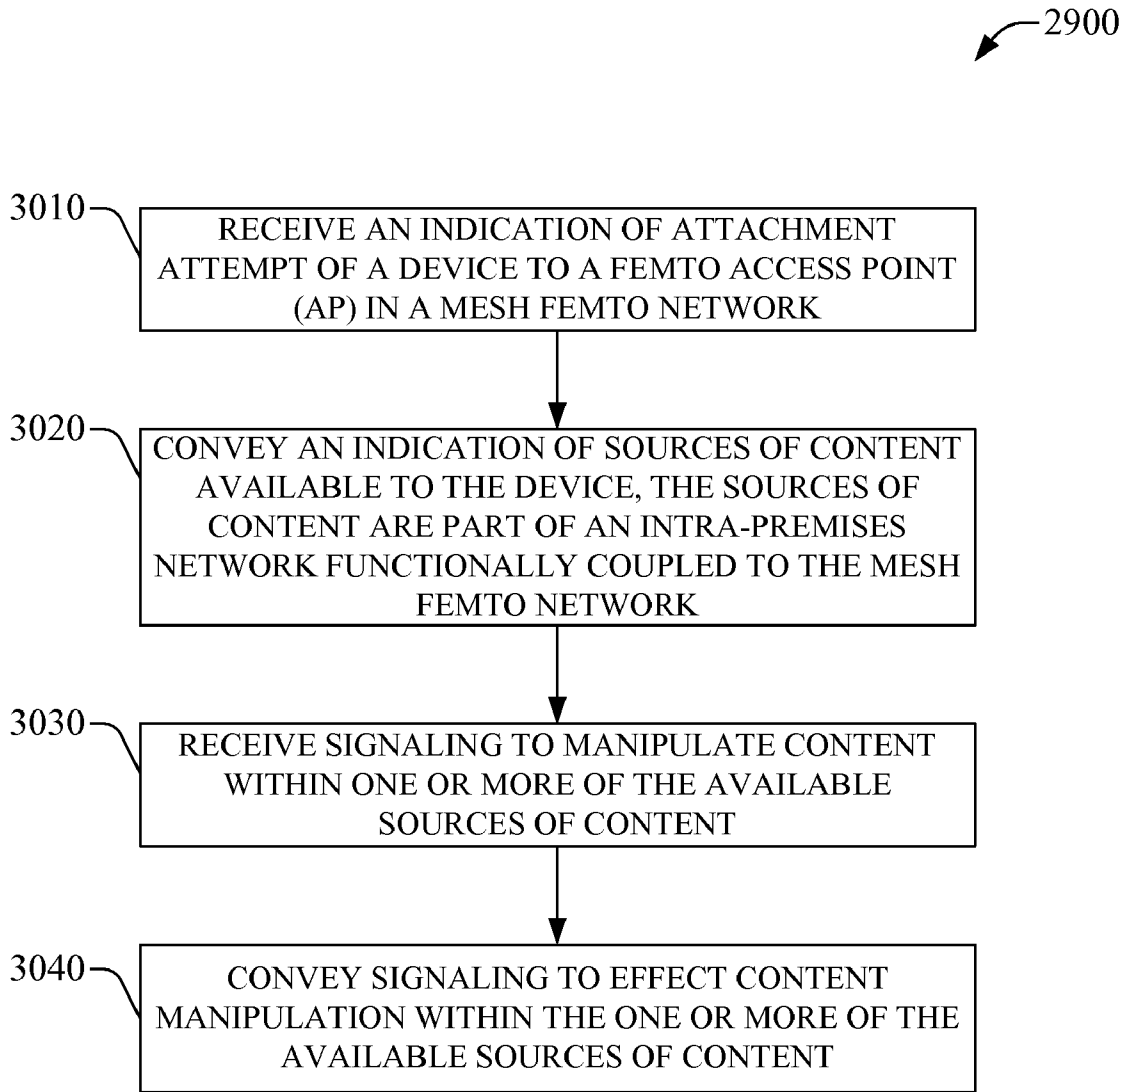 2900
3010
RECEIVE AN INDICATION OF ATTACHMENT
ATTEMPT OF A DEVICE TO A FEMTO ACCESS POINT
(AP) IN A MESH FEMTO NETWORK
3020
CONVEY AN INDICATION OF SOURCES OF CONTENT
AVAILABLE TO THE DEVICE, THE SOURCES OF
CONTENT ARE PART OF AN INTRA-PREMISES
NETWORK FUNCTIONALLY COUPLED TO THE MESH
FEMTO NETWORK
3030
RECEIVE SIGNALING TO MANIPULATE CONTENT
WITHIN ONE OR MORE OF THE AVAILABLE
SOURCES OF CONTENT
3040
CONVEY SIGNALING TO EFFECT CONTENT
MANIPULATION WITHIN THE ONE OR MORE OF THE
AVAILABLE SOURCES OF CONTENT